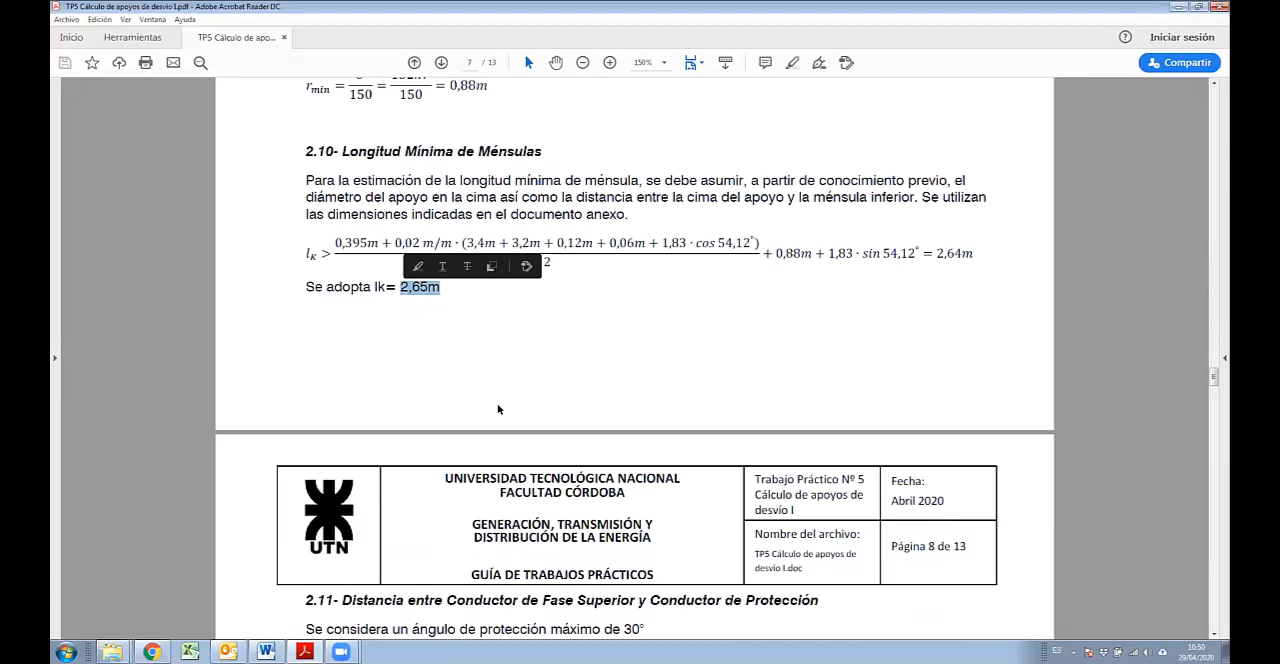 TP5 Cálculo de apoyos de desvío I.pdf - Adobe Acrobat Reader DC
Archivo Edición Ver Ventana Ayuda
Inicio Herramientas TP5 Cálculo de apo... × ? Iniciar sesión
7 / 13 150% Compartir
r_min = — = — = 0,88m
150 150
2.10- Longitud Mínima de Ménsulas
Para la estimación de la longitud mínima de ménsula, se debe asumir, a partir de conocimiento previo, el
diámetro del apoyo en la cima así como la distancia entre la cima del apoyo y la ménsula inferior. Se utilizan
las dimensiones indicadas en el documento anexo.
0,395m + 0,02 m/m · (3,4m + 3,2m + 0,12m + 0,06m + 1,83 · cos 54,12°)
l_K > + 0,88m + 1,83 · sin 54,12° = 2,64m
2
Se adopta lk= 2,65m
UNIVERSIDAD TECNOLÓGICA NACIONAL
FACULTAD CÓRDOBA
GENERACIÓN, TRANSMISIÓN Y
DISTRIBUCIÓN DE LA ENERGÍA
GUÍA DE TRABAJOS PRÁCTICOS
UTN
Trabajo Práctico Nº 5
Cálculo de apoyos de
desvío I
Nombre del archivo:
TP5 Cálculo de apoyos de
desvío I.doc
Fecha:
Abril 2020
Página 8 de 13
2.11- Distancia entre Conductor de Fase Superior y Conductor de Protección
Se considera un ángulo de protección máximo de 30°
ES
10:50
29/04/2020